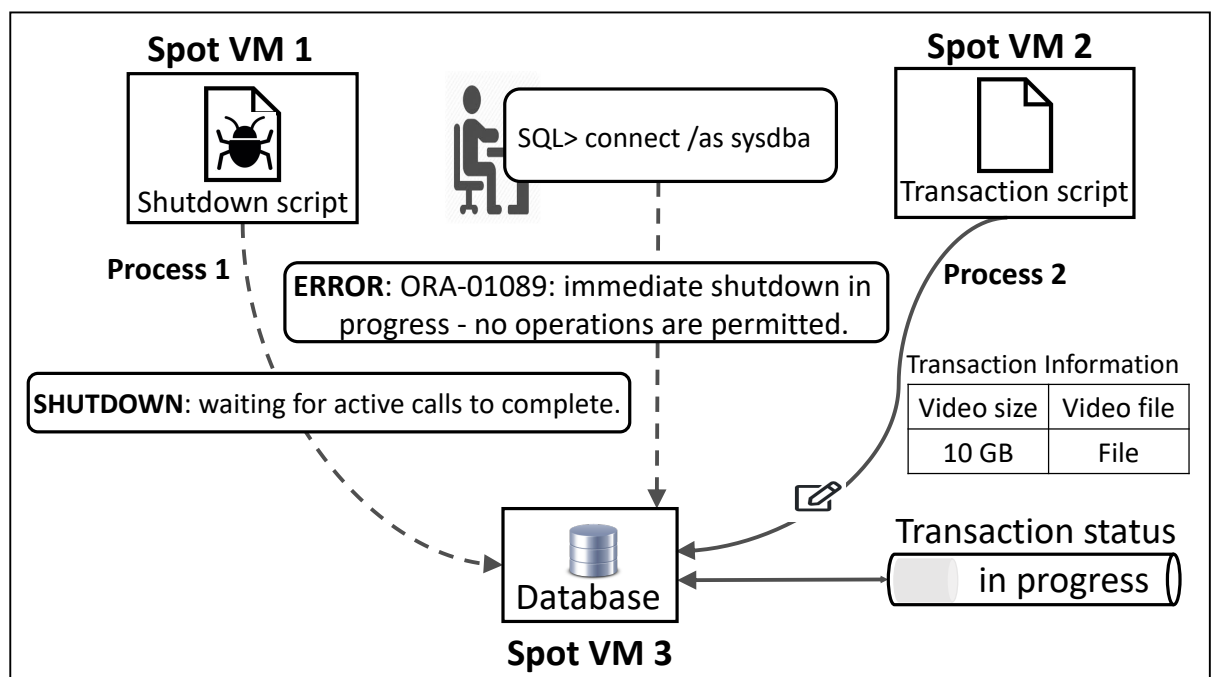 Spot VM 1
Spot VM 2
SQL> connect /as sysdba
Shutdown script
Transaction script
Process 1
Process 2
ERROR: ORA-01089: immediate shutdown in
progress - no operations are permitted.
Transaction Information
Video size Video file
10 GB File
SHUTDOWN: waiting for active calls to complete.
Transaction status
in progress
Database
Spot VM 3